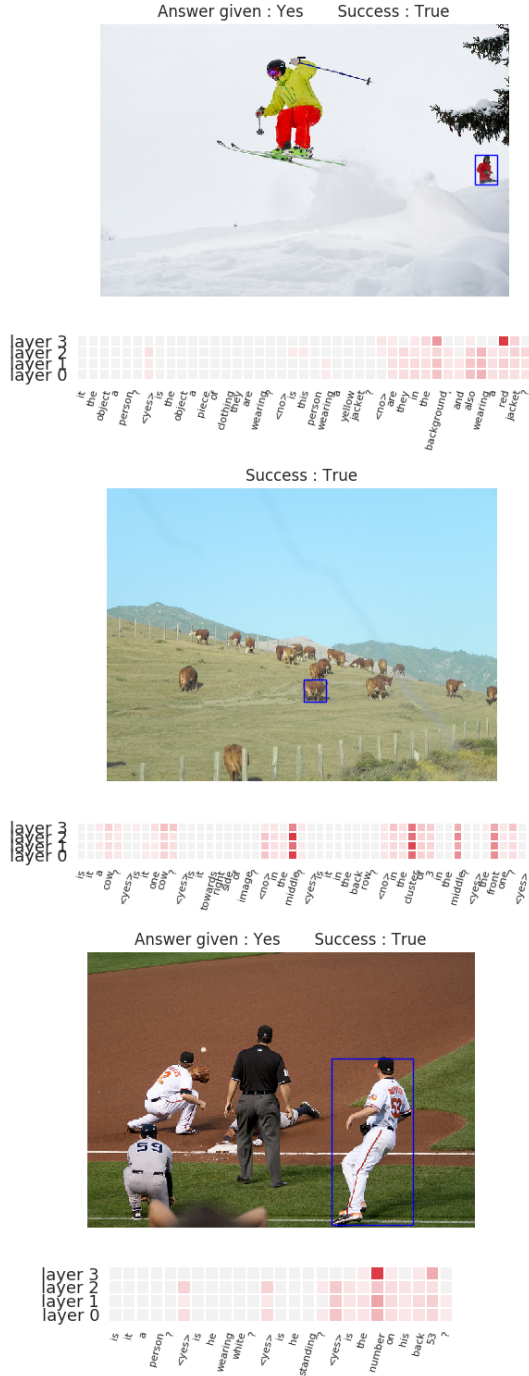 Answer given : Yes Success : True
layer 3
layer 2
layer 1
layer 0
it the object a person? <yes> is the object a piece of clothing they are wearing? <no> is this person wearing a yellow jacket ? <no> are they in the background . and also wearing a red jacket ?
Success : True
layer 3
layer 2
layer 1
layer 0
is it a cow ? <yes> is it one cow ? <yes> is it towards right side of image? <no> in the middle? <yes> is it in the back row ? <no> in the cluster of 3 in the middle? <yes> the front one ? <yes>
Answer given : Yes Success : True
59
52
layer 3
layer 2
layer 1
layer 0
is it a person ? <yes> is he wearing white ? <yes> is he standing ? <yes> is the number on his back 53 ?